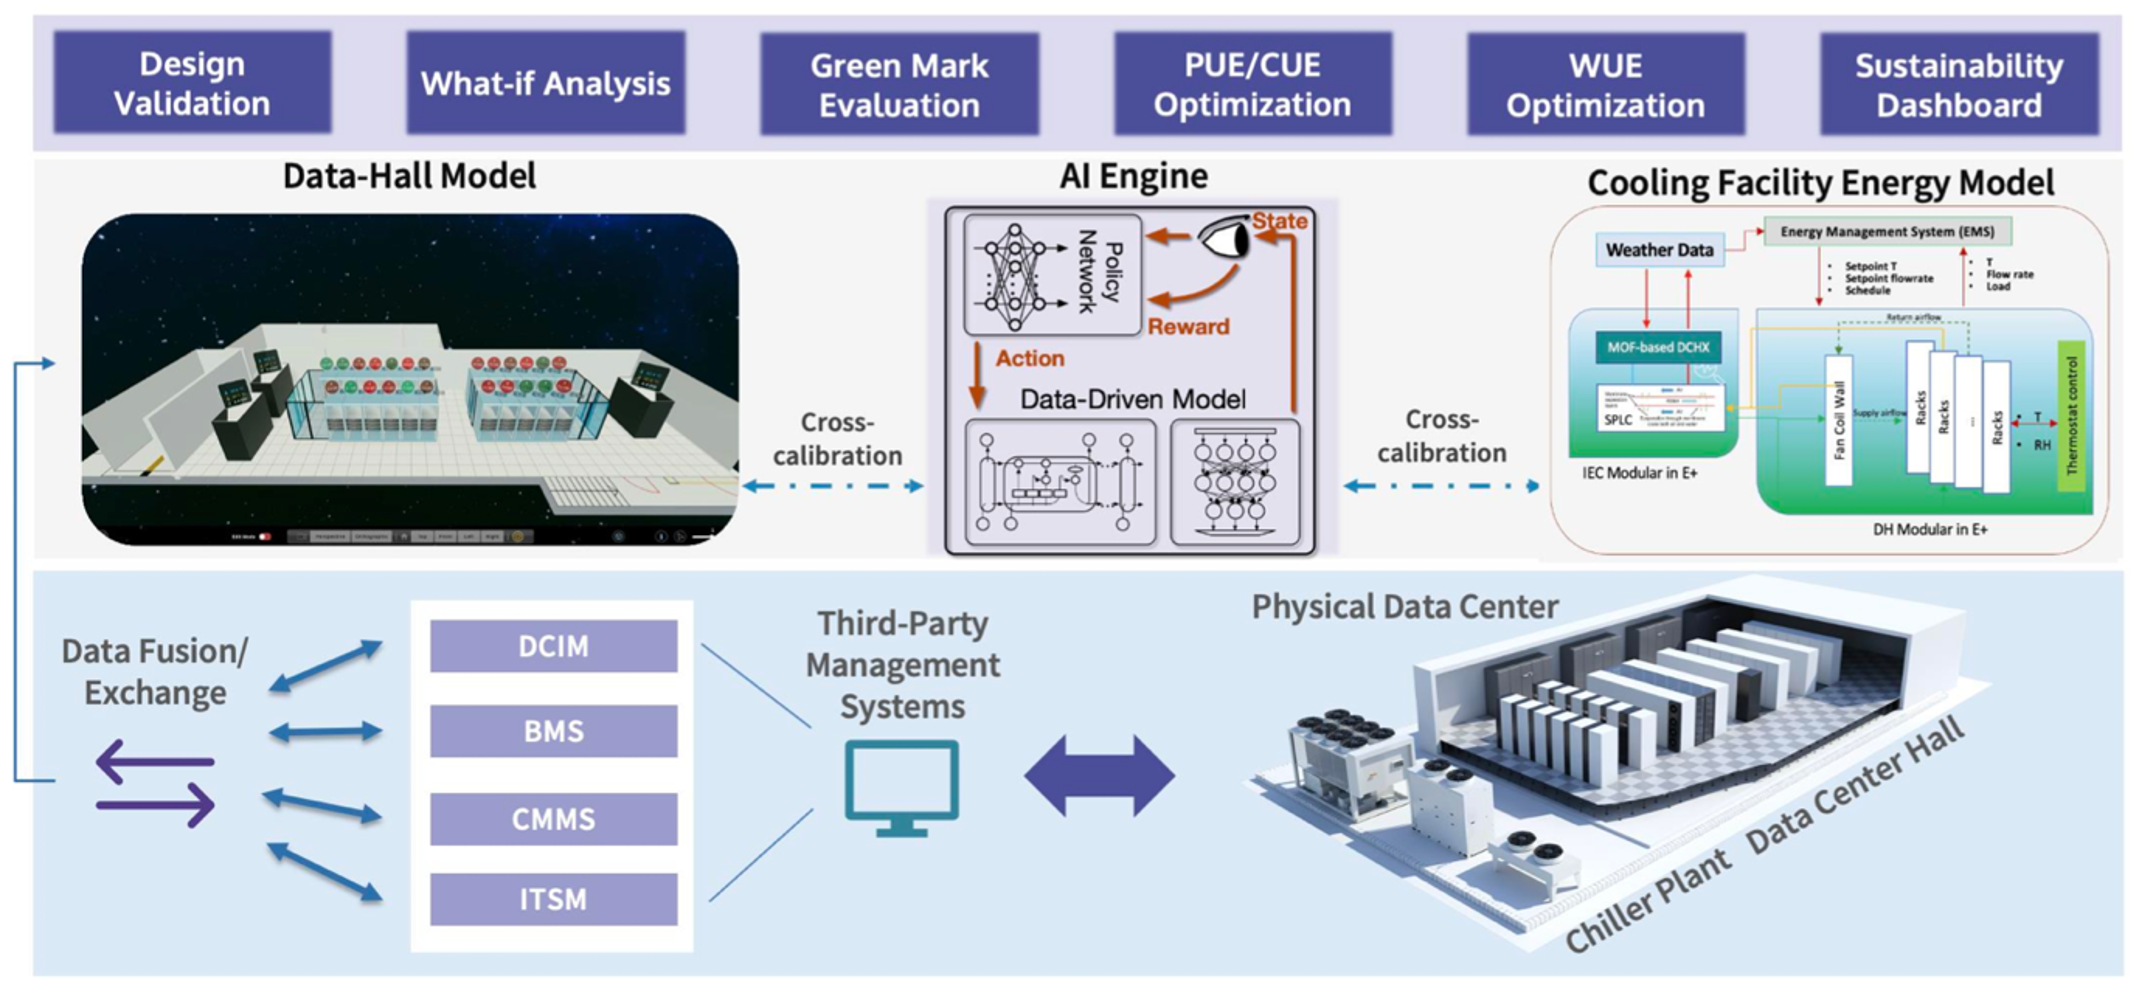 Design
Validation
What-if Analysis
Green Mark
Evaluation
PUE/CUE
Optimization
WUE
Optimization
Sustainability
Dashboard
Data-Hall Model
AI Engine
Cooling Facility Energy Model
Policy
Network
State
Reward
Action
Data-Driven Model
Cross-
calibration
Cross-
calibration
Weather Data
Energy Management System (EMS)
• Setpoint T
• Setpoint flowrate
• Schedule
• T
• Flow rate
• Load
MOF-based DCHX
SPLC
IEC Modular in E+
Return airflow
Fan Coil Wall
Supply airflow
Racks
Racks
...
Racks
• T
• RH
Thermostat control
DH Modular in E+
Data Fusion/
Exchange
DCIM
BMS
CMMS
ITSM
Third-Party
Management
Systems
Physical Data Center
Chiller Plant
Data Center Hall